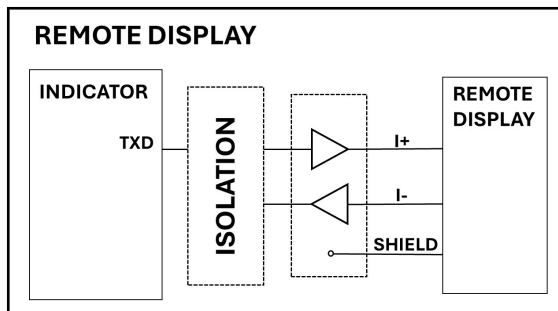 REMOTE DISPLAY
INDICATOR
TXD
ISOLATION
I+
I-
SHIELD
REMOTE
DISPLAY